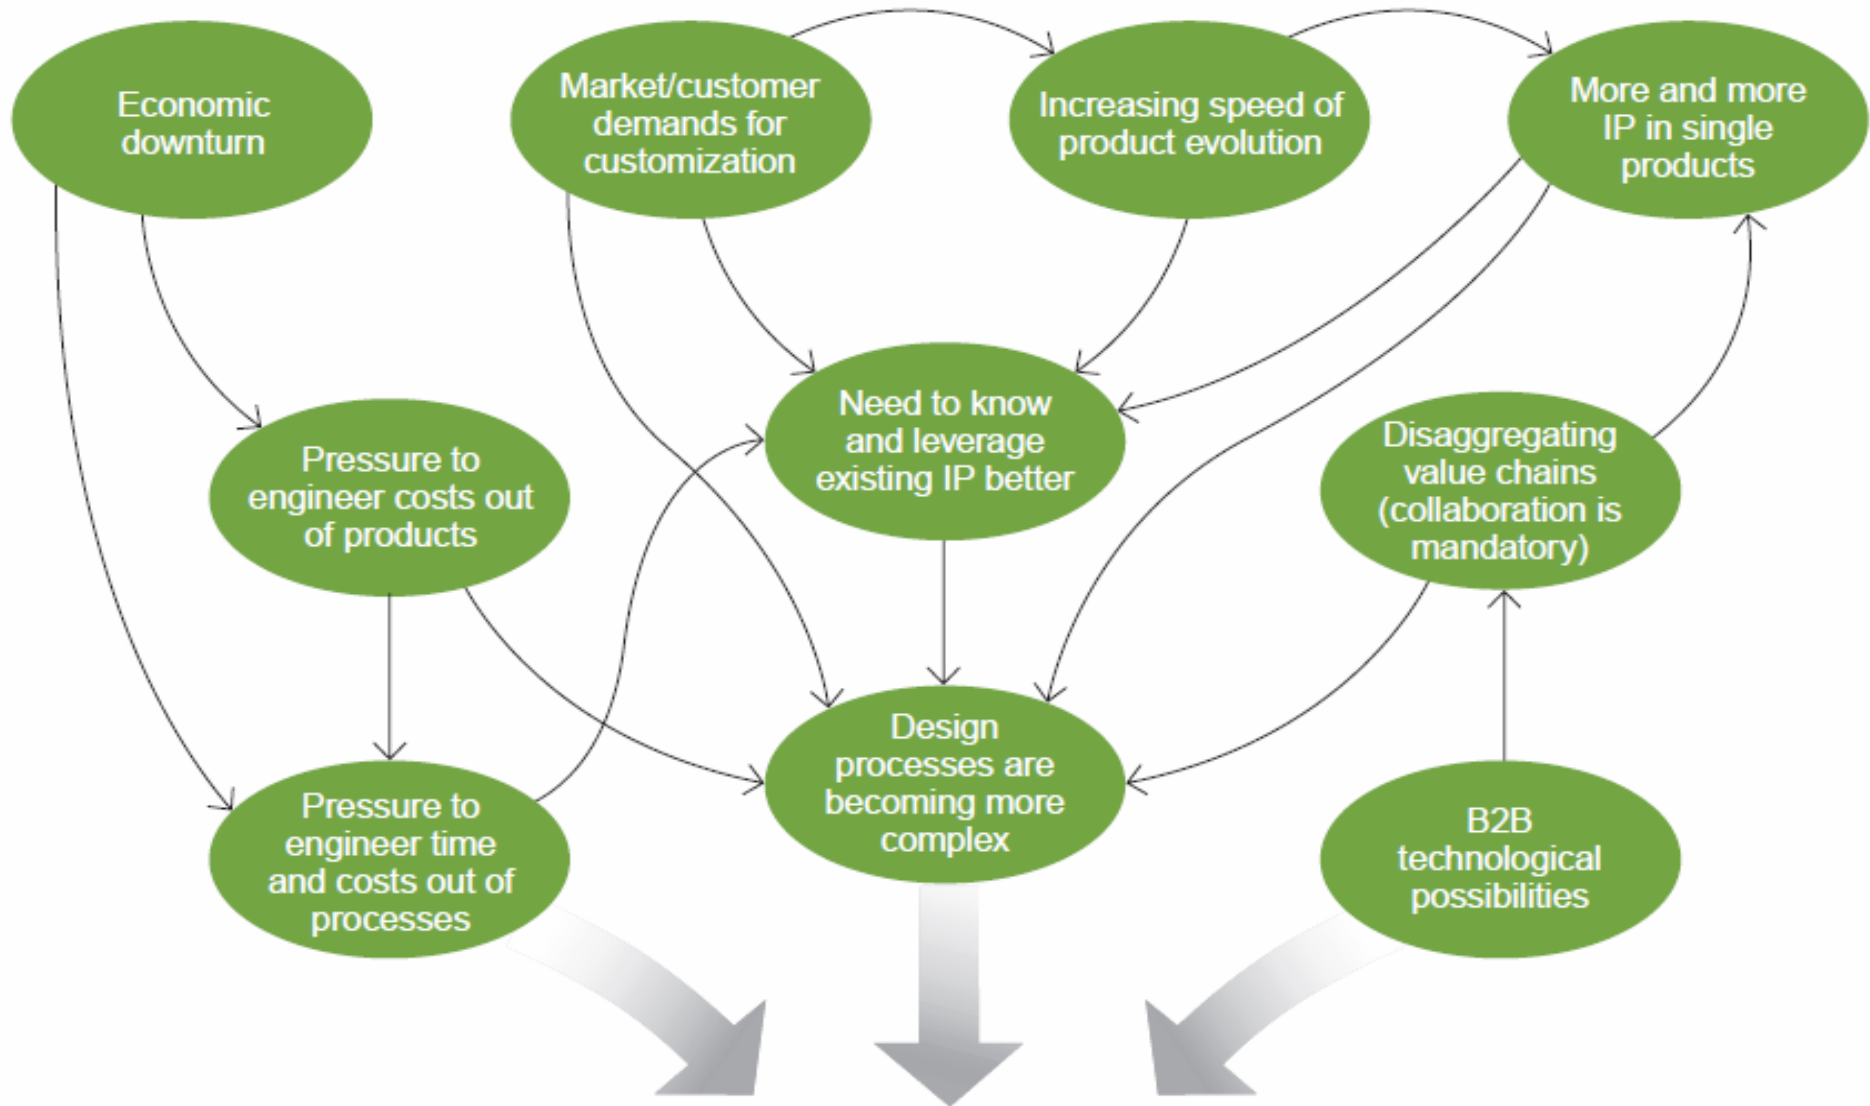 Economic
downturn
Market/customer
demands for
customization
Increasing speed of
product evolution
More and more
IP in single
products
Need to know
and leverage
existing IP better
Pressure to
engineer costs out
of products
Disaggregating
value chains
(collaboration is
mandatory)
Design
processes are
becoming more
complex
Pressure to
engineer time
and costs out of
processes
B2B
technological
possibilities